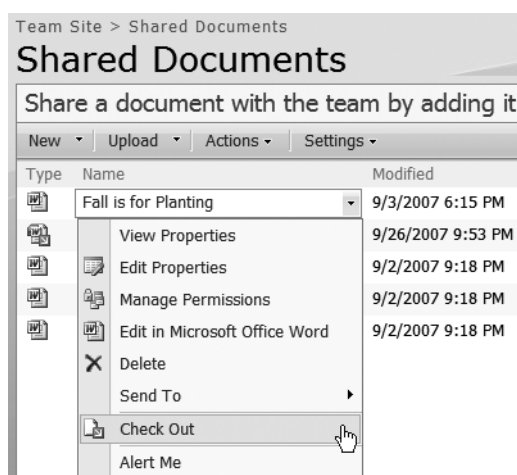 Team Site > Shared Documents
Shared Documents
Share a document with the team by adding it
New Upload Actions Settings
Type Name Modified
Fall is for Planting 9/3/2007 6:15 PM
View Properties 9/26/2007 9:53 PM
Edit Properties 9/2/2007 9:18 PM
Manage Permissions 9/2/2007 9:18 PM
Edit in Microsoft Office Word 9/2/2007 9:18 PM
Delete
Send To
Check Out
Alert Me